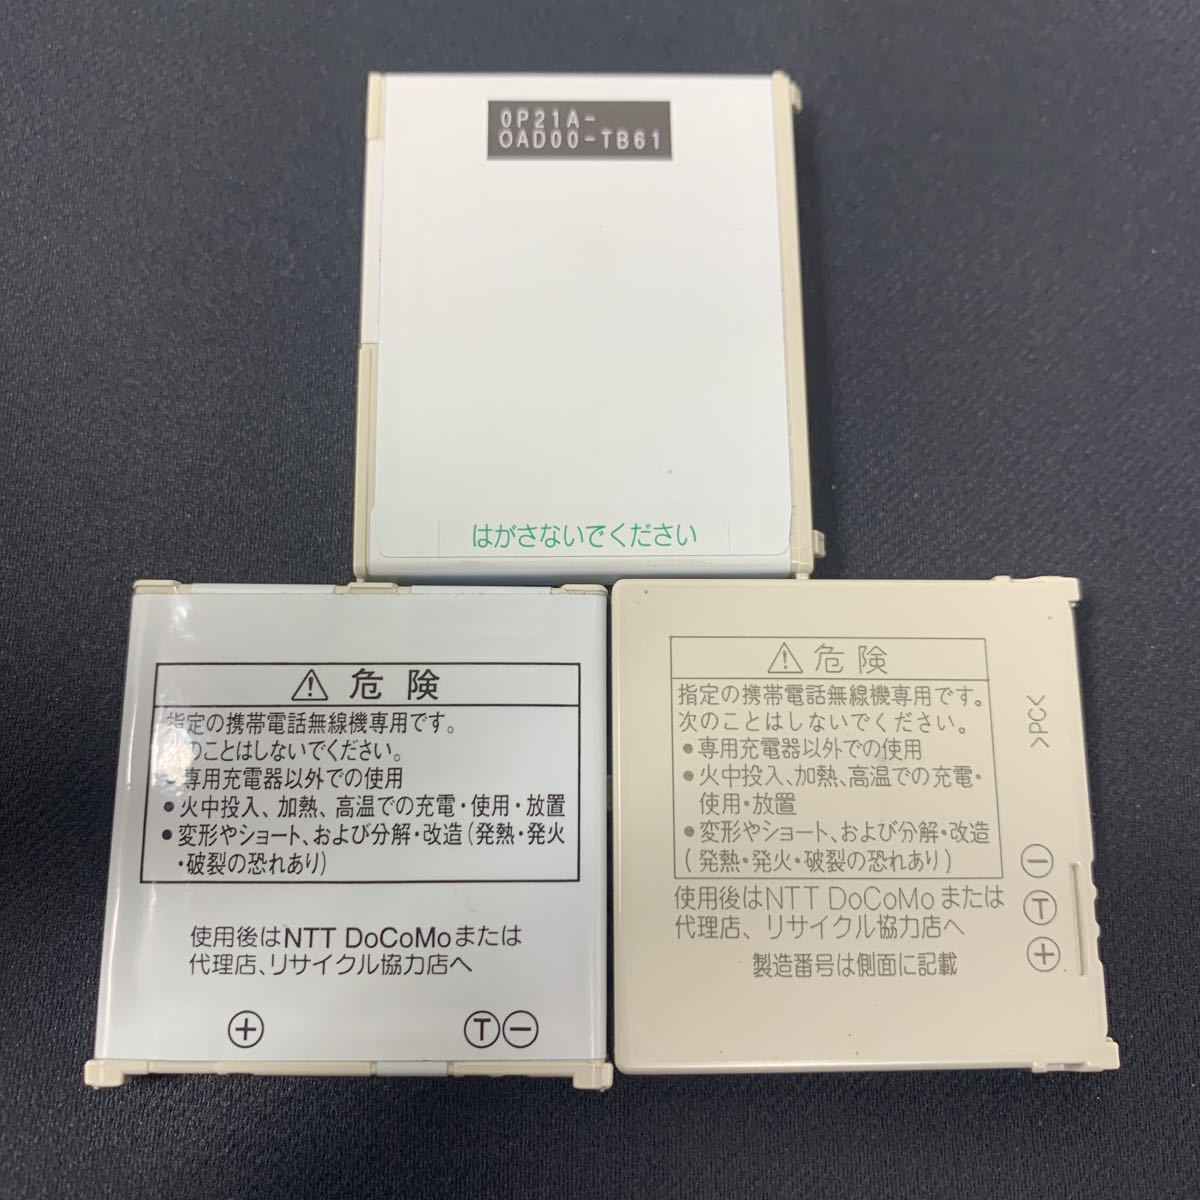 0P21A-
OAD00-TB61
はがさないでください
⚠ 危険
指定の携帯電話無線機専用です。
のことはしないでください。
専用充電器以外での使用
●火中投入、加熱、高温での充電・使用・放置
●変形やショート、および分解・改造(発熱・発火
・破裂の恐れあり)
使用後はNTT DoCoMoまたは
代理店、リサイクル協力店へ
⊕ Ⓣ⊖
⚠ 危険
指定の携帯電話無線機専用です。
次のことはしないでください。
●専用充電器以外での使用
●火中投入、加熱、高温での充電・
使用・放置
●変形やショート、および分解・改造
(発熱・発火・破裂の恐れあり)
使用後はNTT DoCoMoまたは
代理店、リサイクル協力店へ
製造番号は側面に記載
>PC<
⊖
Ⓣ
⊕